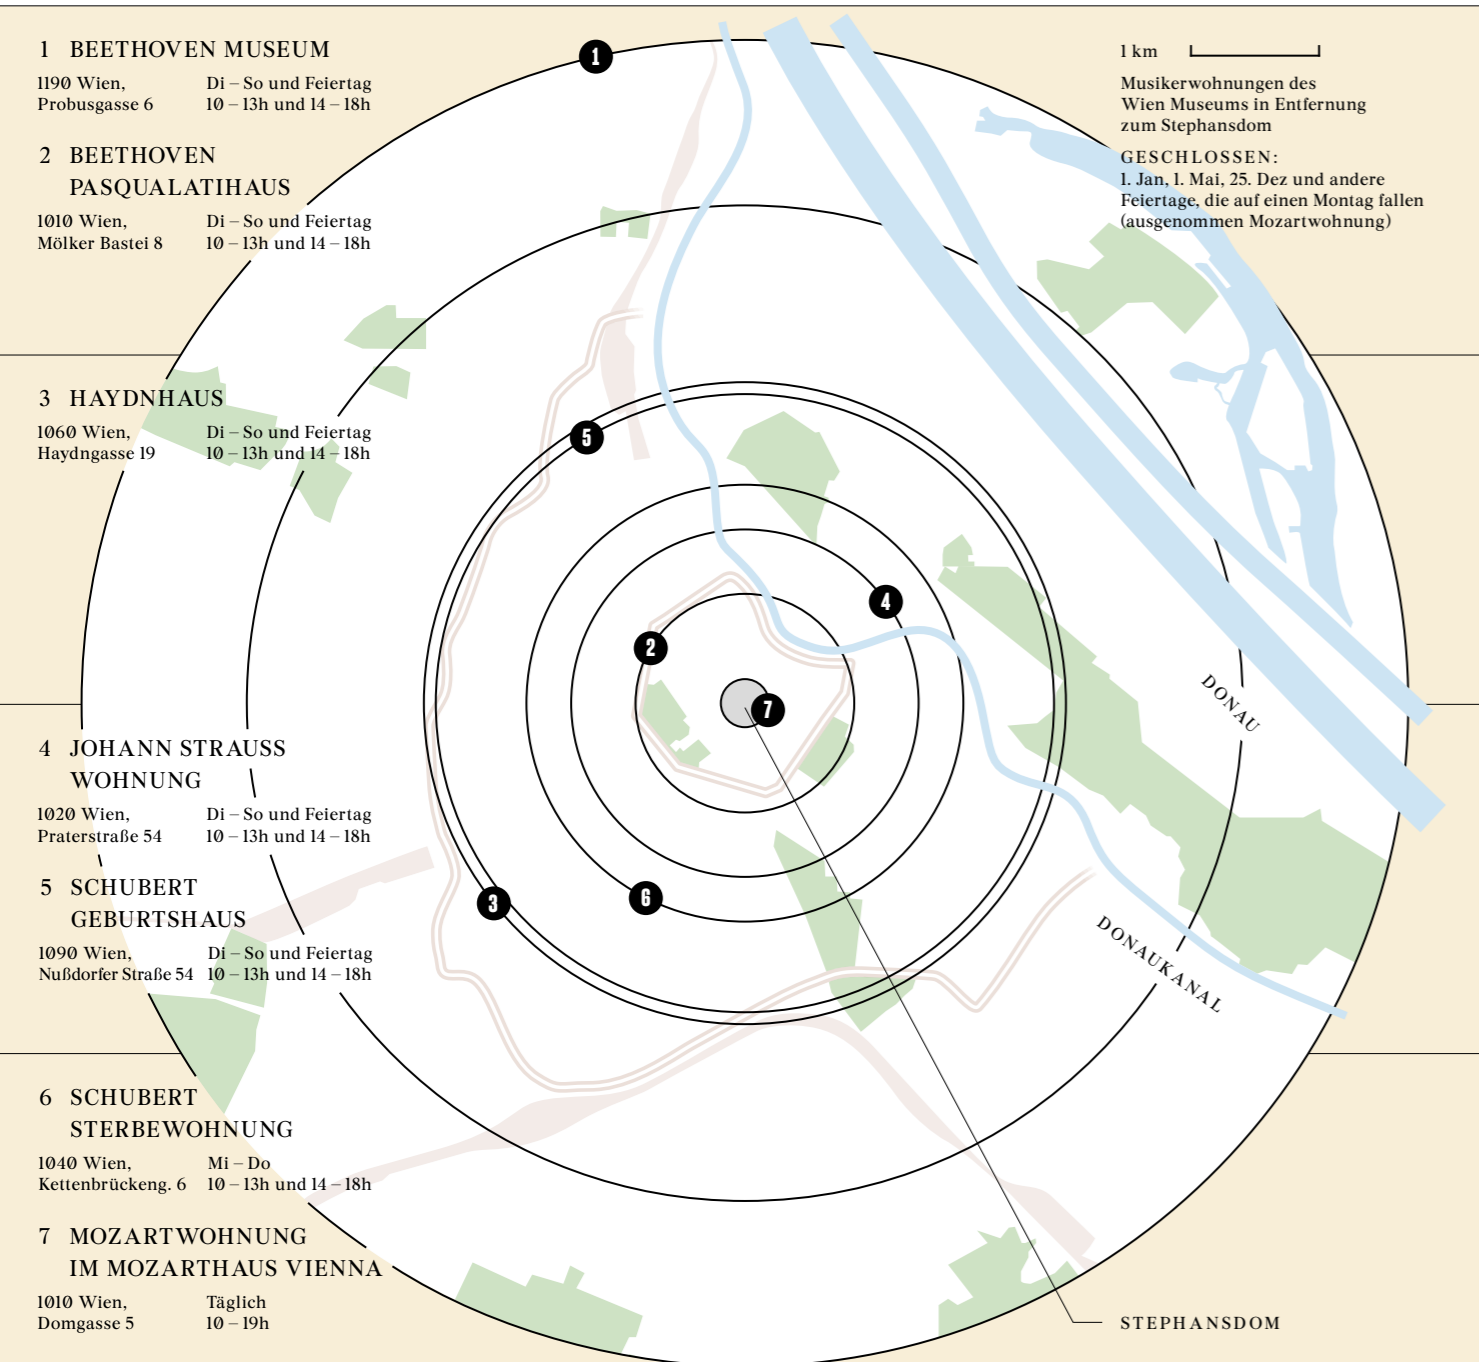 1 BEETHOVEN MUSEUM
1190 Wien, Di – So und Feiertag
Probusgasse 6 10 – 13h und 14 – 18h
2 BEETHOVEN
PASQUALATIHAUS
1010 Wien, Di – So und Feiertag
Mölker Bastei 8 10 – 13h und 14 – 18h
3 HAYDNHAUS
1060 Wien, Di – So und Feiertag
Haydngasse 19 10 – 13h und 14 – 18h
4 JOHANN STRAUSS
WOHNUNG
1020 Wien, Di – So und Feiertag
Praterstraße 54 10 – 13h und 14 – 18h
5 SCHUBERT
GEBURTSHAUS
1090 Wien, Di – So und Feiertag
Nußdorfer Straße 54 10 – 13h und 14 – 18h
6 SCHUBERT
STERBEWOHNUNG
1040 Wien, Mi – Do
Kettenbrückeng. 6 10 – 13h und 14 – 18h
7 MOZARTWOHNUNG
IM MOZARTHAUS VIENNA
1010 Wien, Täglich
Domgasse 5 10 – 19h
1 km
Musikerwohnungen des
Wien Museums in Entfernung
zum Stephansdom
GESCHLOSSEN:
1. Jan, 1. Mai, 25. Dez und andere
Feiertage, die auf einen Montag fallen
(ausgenommen Mozartwohnung)
1
5
4
2
7
3
6
DONAU
DONAUKANAL
STEPHANSDOM